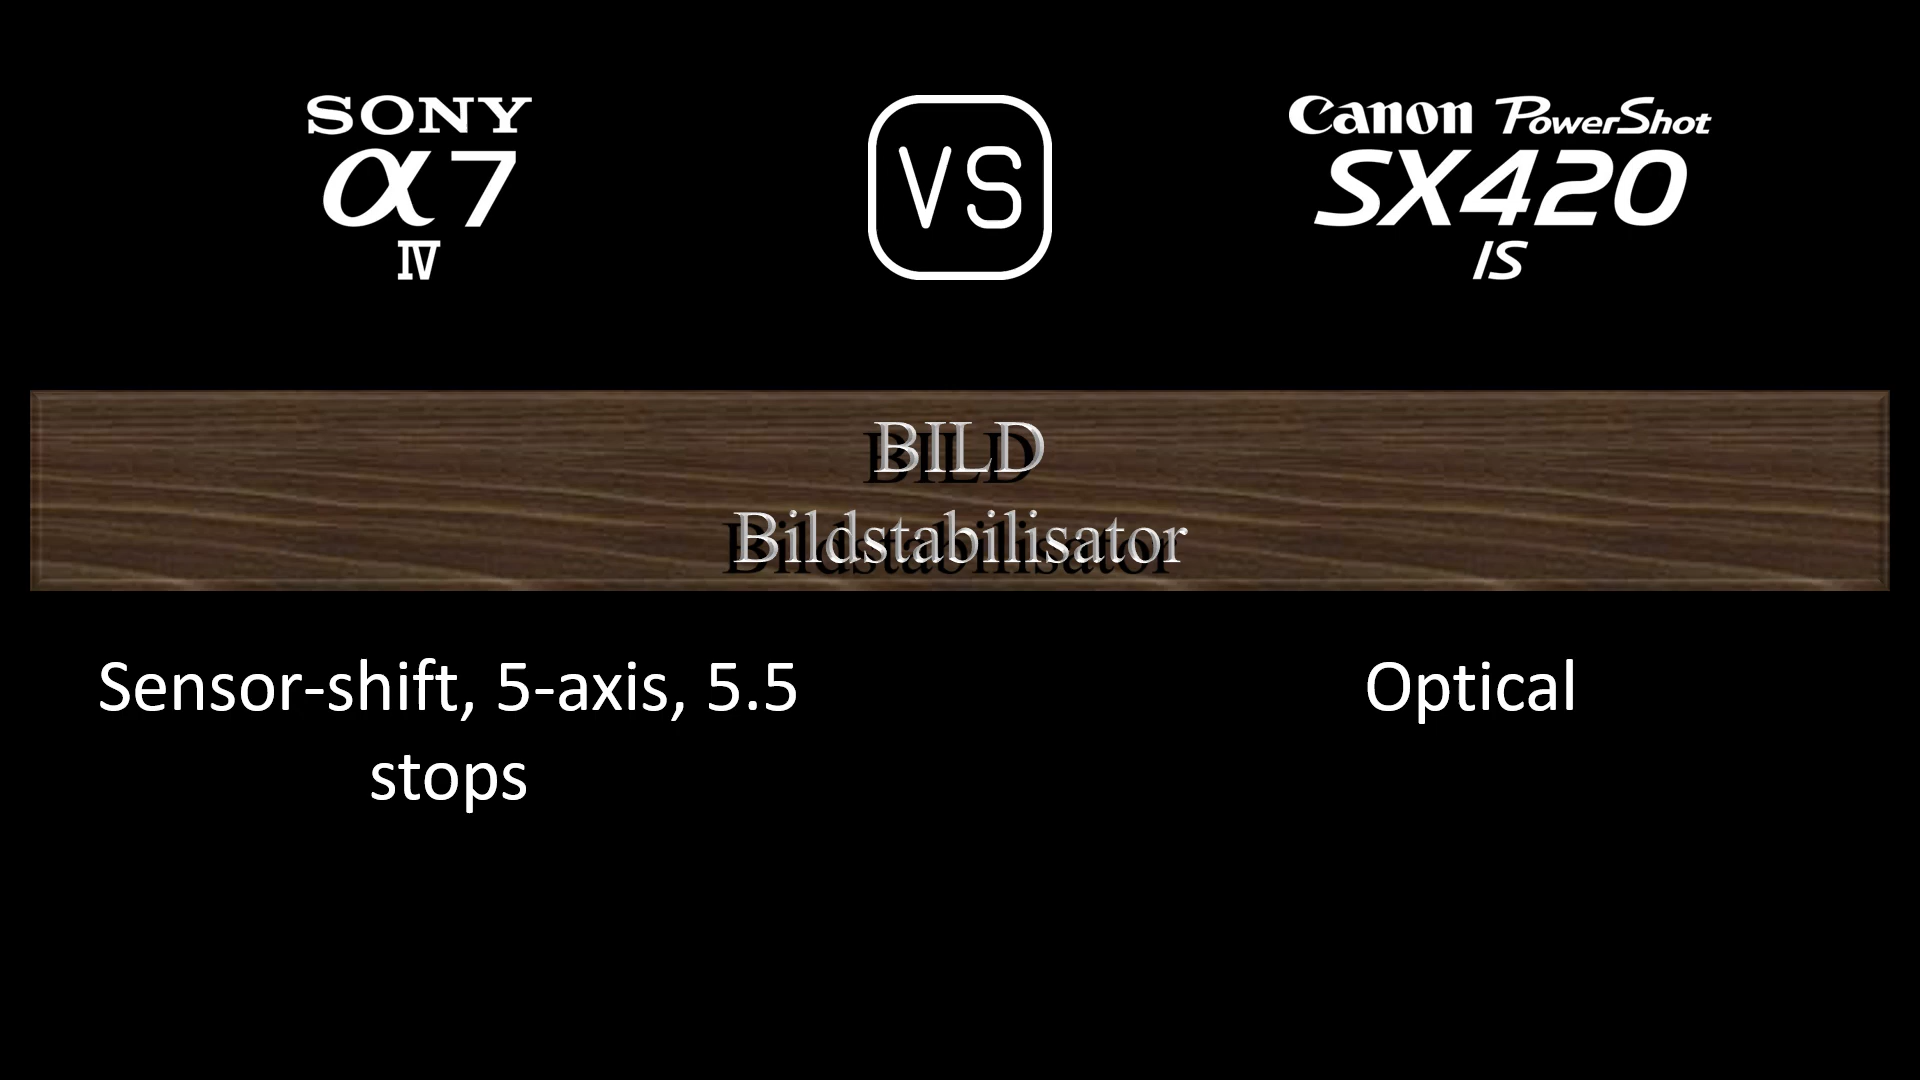 SONY
α7
IV
VS
Canon PowerShot
SX420
IS
BILD
Bildstabilisator
Sensor-shift, 5-axis, 5.5
stops
Optical